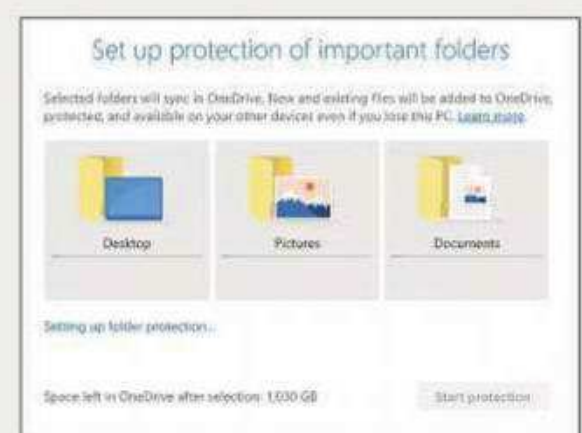 Set up protection of important folders
Selected folders will sync in OneDrive. New and existing files will be added to OneDrive,
protected, and available on your other devices even if you lose this PC. Learn more
Desktop
Pictures
Documents
Setting up folder protection...
Space left in OneDrive after selection: 1,030 GB
Start protection